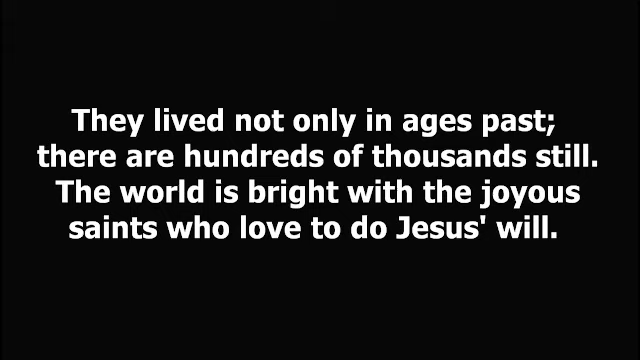 They lived not only in ages past;
there are hundreds of thousands still.
The world is bright with the joyous
saints who love to do Jesus' will.